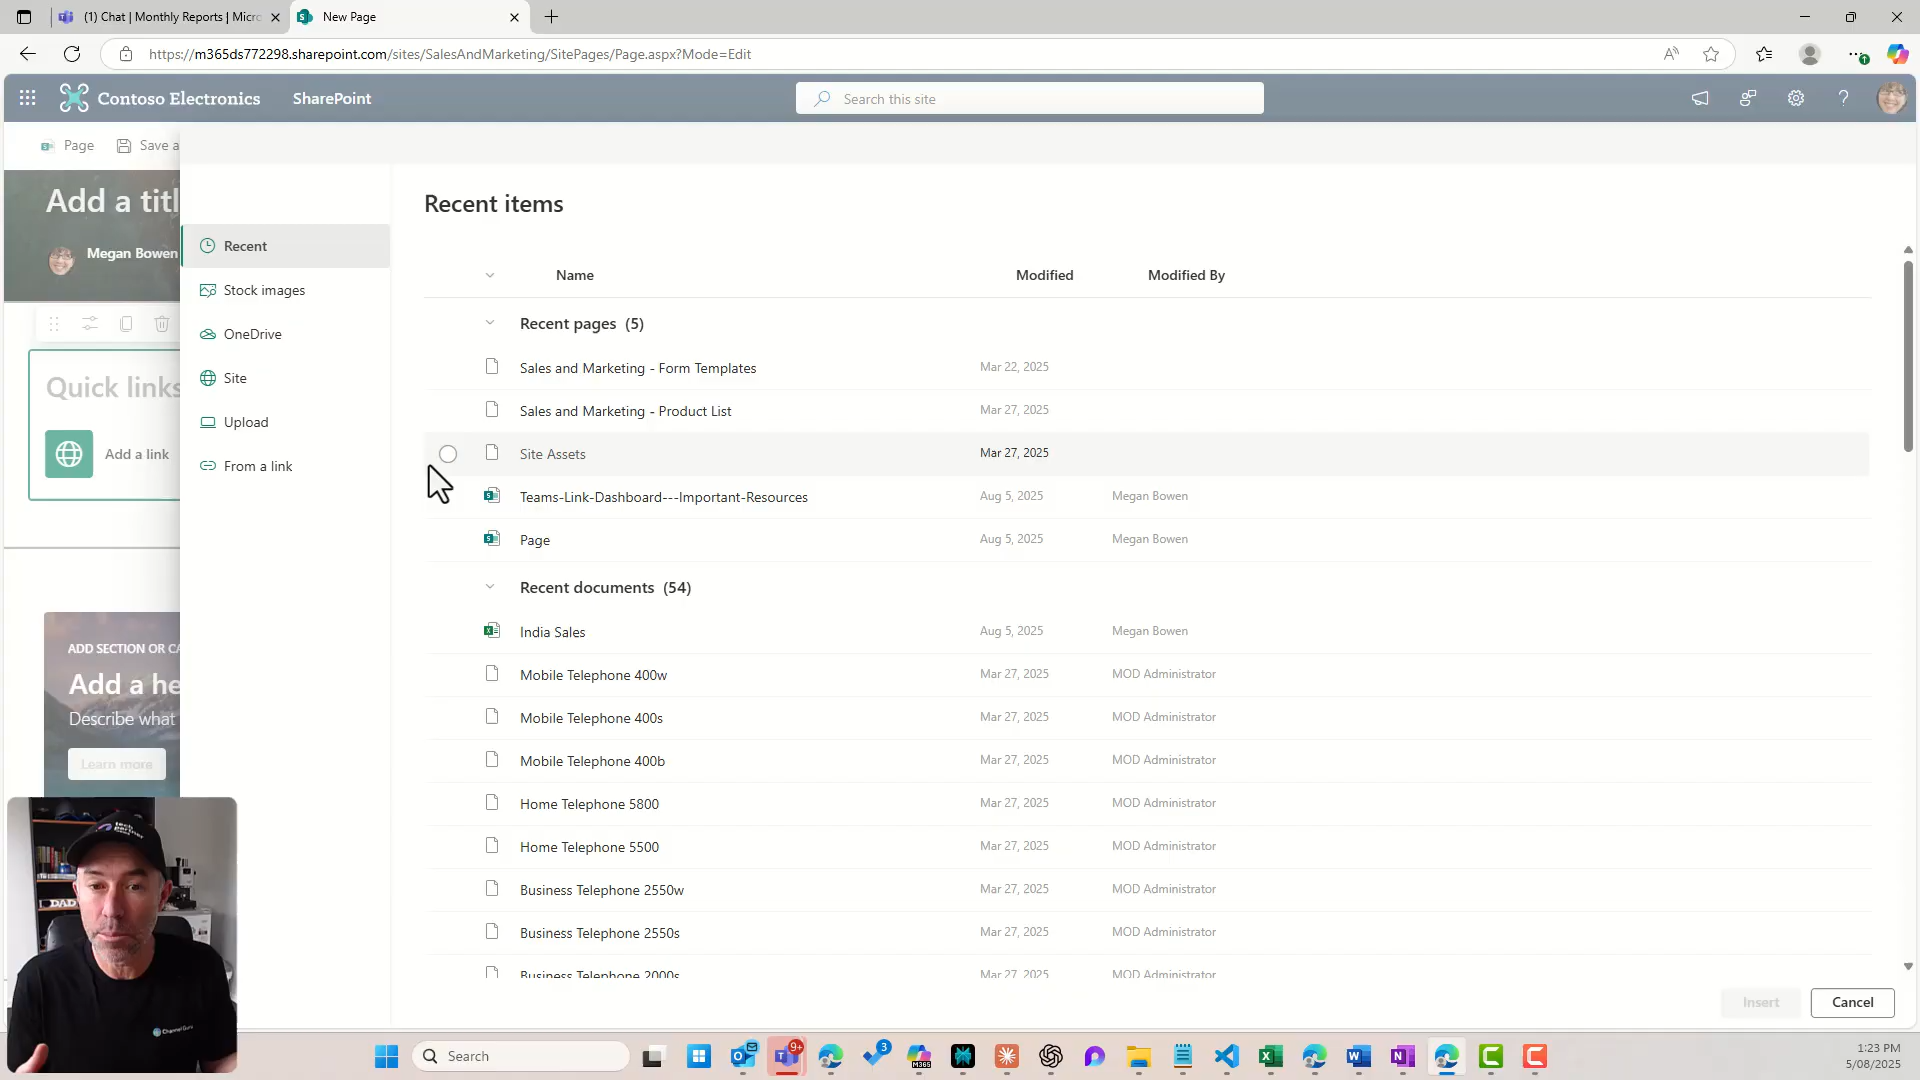 (1) Chat | Monthly Reports | Micro
New Page
https://m365ds772298.sharepoint.com/sites/SalesAndMarketing/SitePages/Page.aspx?Mode=Edit
Contoso Electronics
SharePoint
Search this site
Page
Save a
Add a titl
Megan Bowen
Quick links
Add a link
ADD SECTION OR CA
Add a he
Describe what
Learn more
Recent
Stock images
OneDrive
Site
Upload
From a link
Recent items
Name
Modified
Modified By
Recent pages (5)
Sales and Marketing - Form Templates
Mar 22, 2025
Sales and Marketing - Product List
Mar 27, 2025
Site Assets
Mar 27, 2025
Teams-Link-Dashboard---Important-Resources
Aug 5, 2025
Megan Bowen
Page
Aug 5, 2025
Megan Bowen
Recent documents (54)
India Sales
Aug 5, 2025
Megan Bowen
Mobile Telephone 400w
Mar 27, 2025
MOD Administrator
Mobile Telephone 400s
Mar 27, 2025
MOD Administrator
Mobile Telephone 400b
Mar 27, 2025
MOD Administrator
Home Telephone 5800
Mar 27, 2025
MOD Administrator
Home Telephone 5500
Mar 27, 2025
MOD Administrator
Business Telephone 2550w
Mar 27, 2025
MOD Administrator
Business Telephone 2550s
Mar 27, 2025
MOD Administrator
Business Telephone 2000s
Mar 27, 2025
MOD Administrator
Insert
Cancel
DAD
Channel Guru
Search
9+
3
M365
1:23 PM
5/08/2025